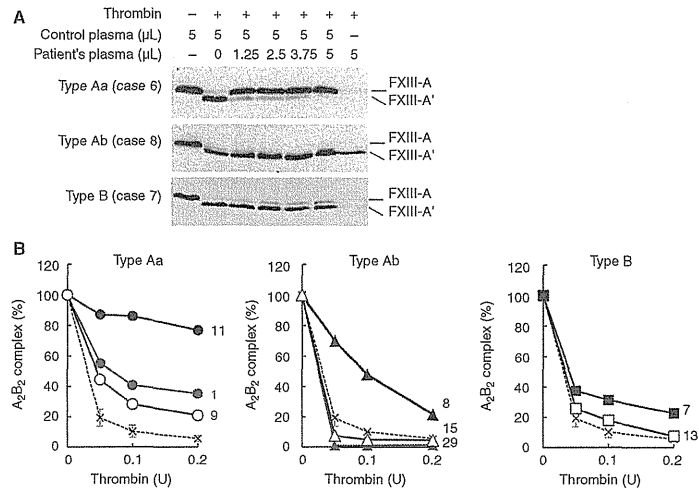 A
Thrombin – + + + + + +
Control plasma (µL) 5 5 5 5 5 5 –
Patient's plasma (µL) – 0 1.25 2.5 3.75 5 5
Type Aa (case 6)
FXIII-A
FXIII-A'
Type Ab (case 8)
FXIII-A
FXIII-A'
Type B (case 7)
FXIII-A
FXIII-A'
B
Type Aa
A₂B₂ complex (%)
120
100
80
60
40
20
0
11
1
9
0 0.1 0.2
Thrombin (U)
Type Ab
A₂B₂ complex (%)
120
100
80
60
40
20
0
8
15
29
0 0.1 0.2
Thrombin (U)
Type B
A₂B₂ complex (%)
120
100
80
60
40
20
0
7
13
0 0.1 0.2
Thrombin (U)